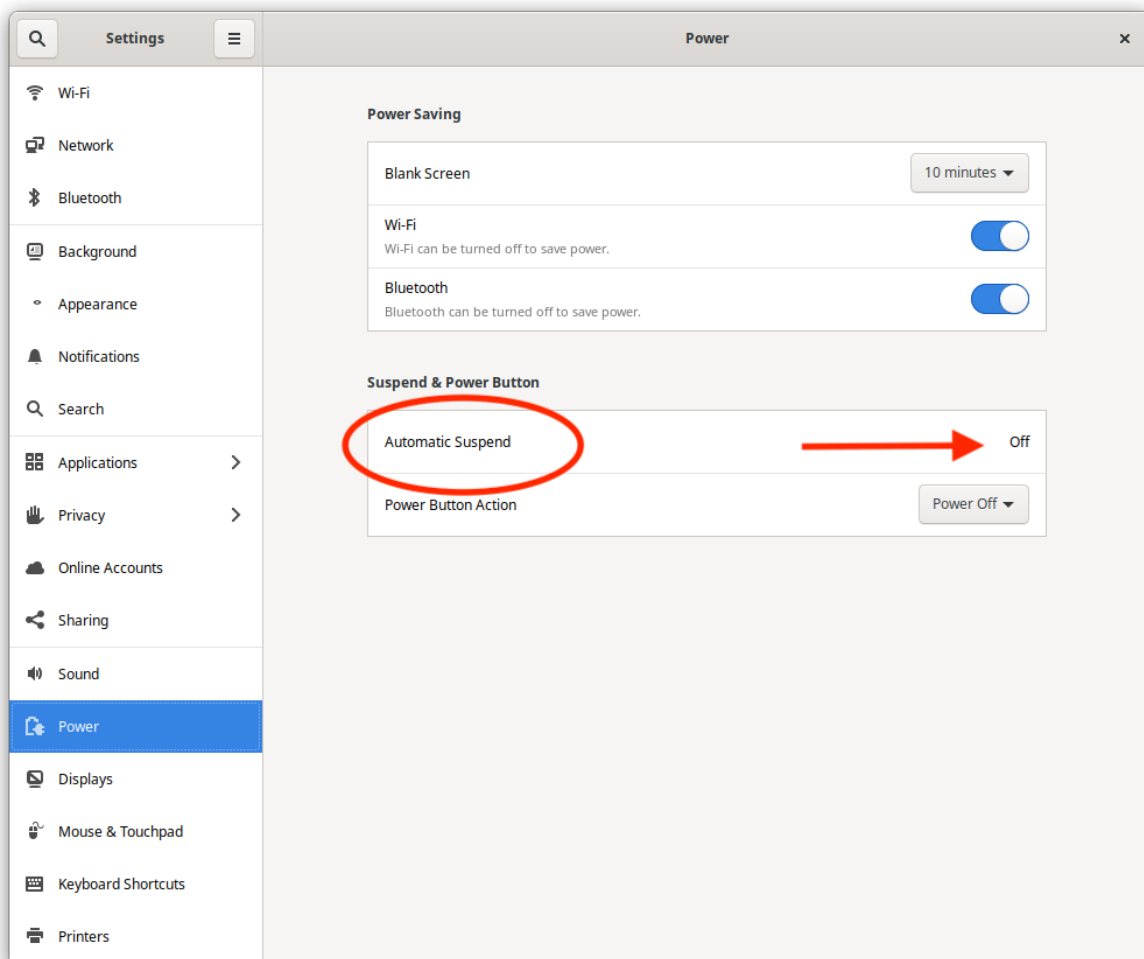 Settings
Power
Wi-Fi
Network
Bluetooth
Background
Appearance
Notifications
Search
Applications
Privacy
Online Accounts
Sharing
Sound
Power
Displays
Mouse & Touchpad
Keyboard Shortcuts
Printers
Power Saving
Blank Screen
10 minutes
Wi-Fi
Wi-Fi can be turned off to save power.
Bluetooth
Bluetooth can be turned off to save power.
Suspend & Power Button
Automatic Suspend
Off
Power Button Action
Power Off